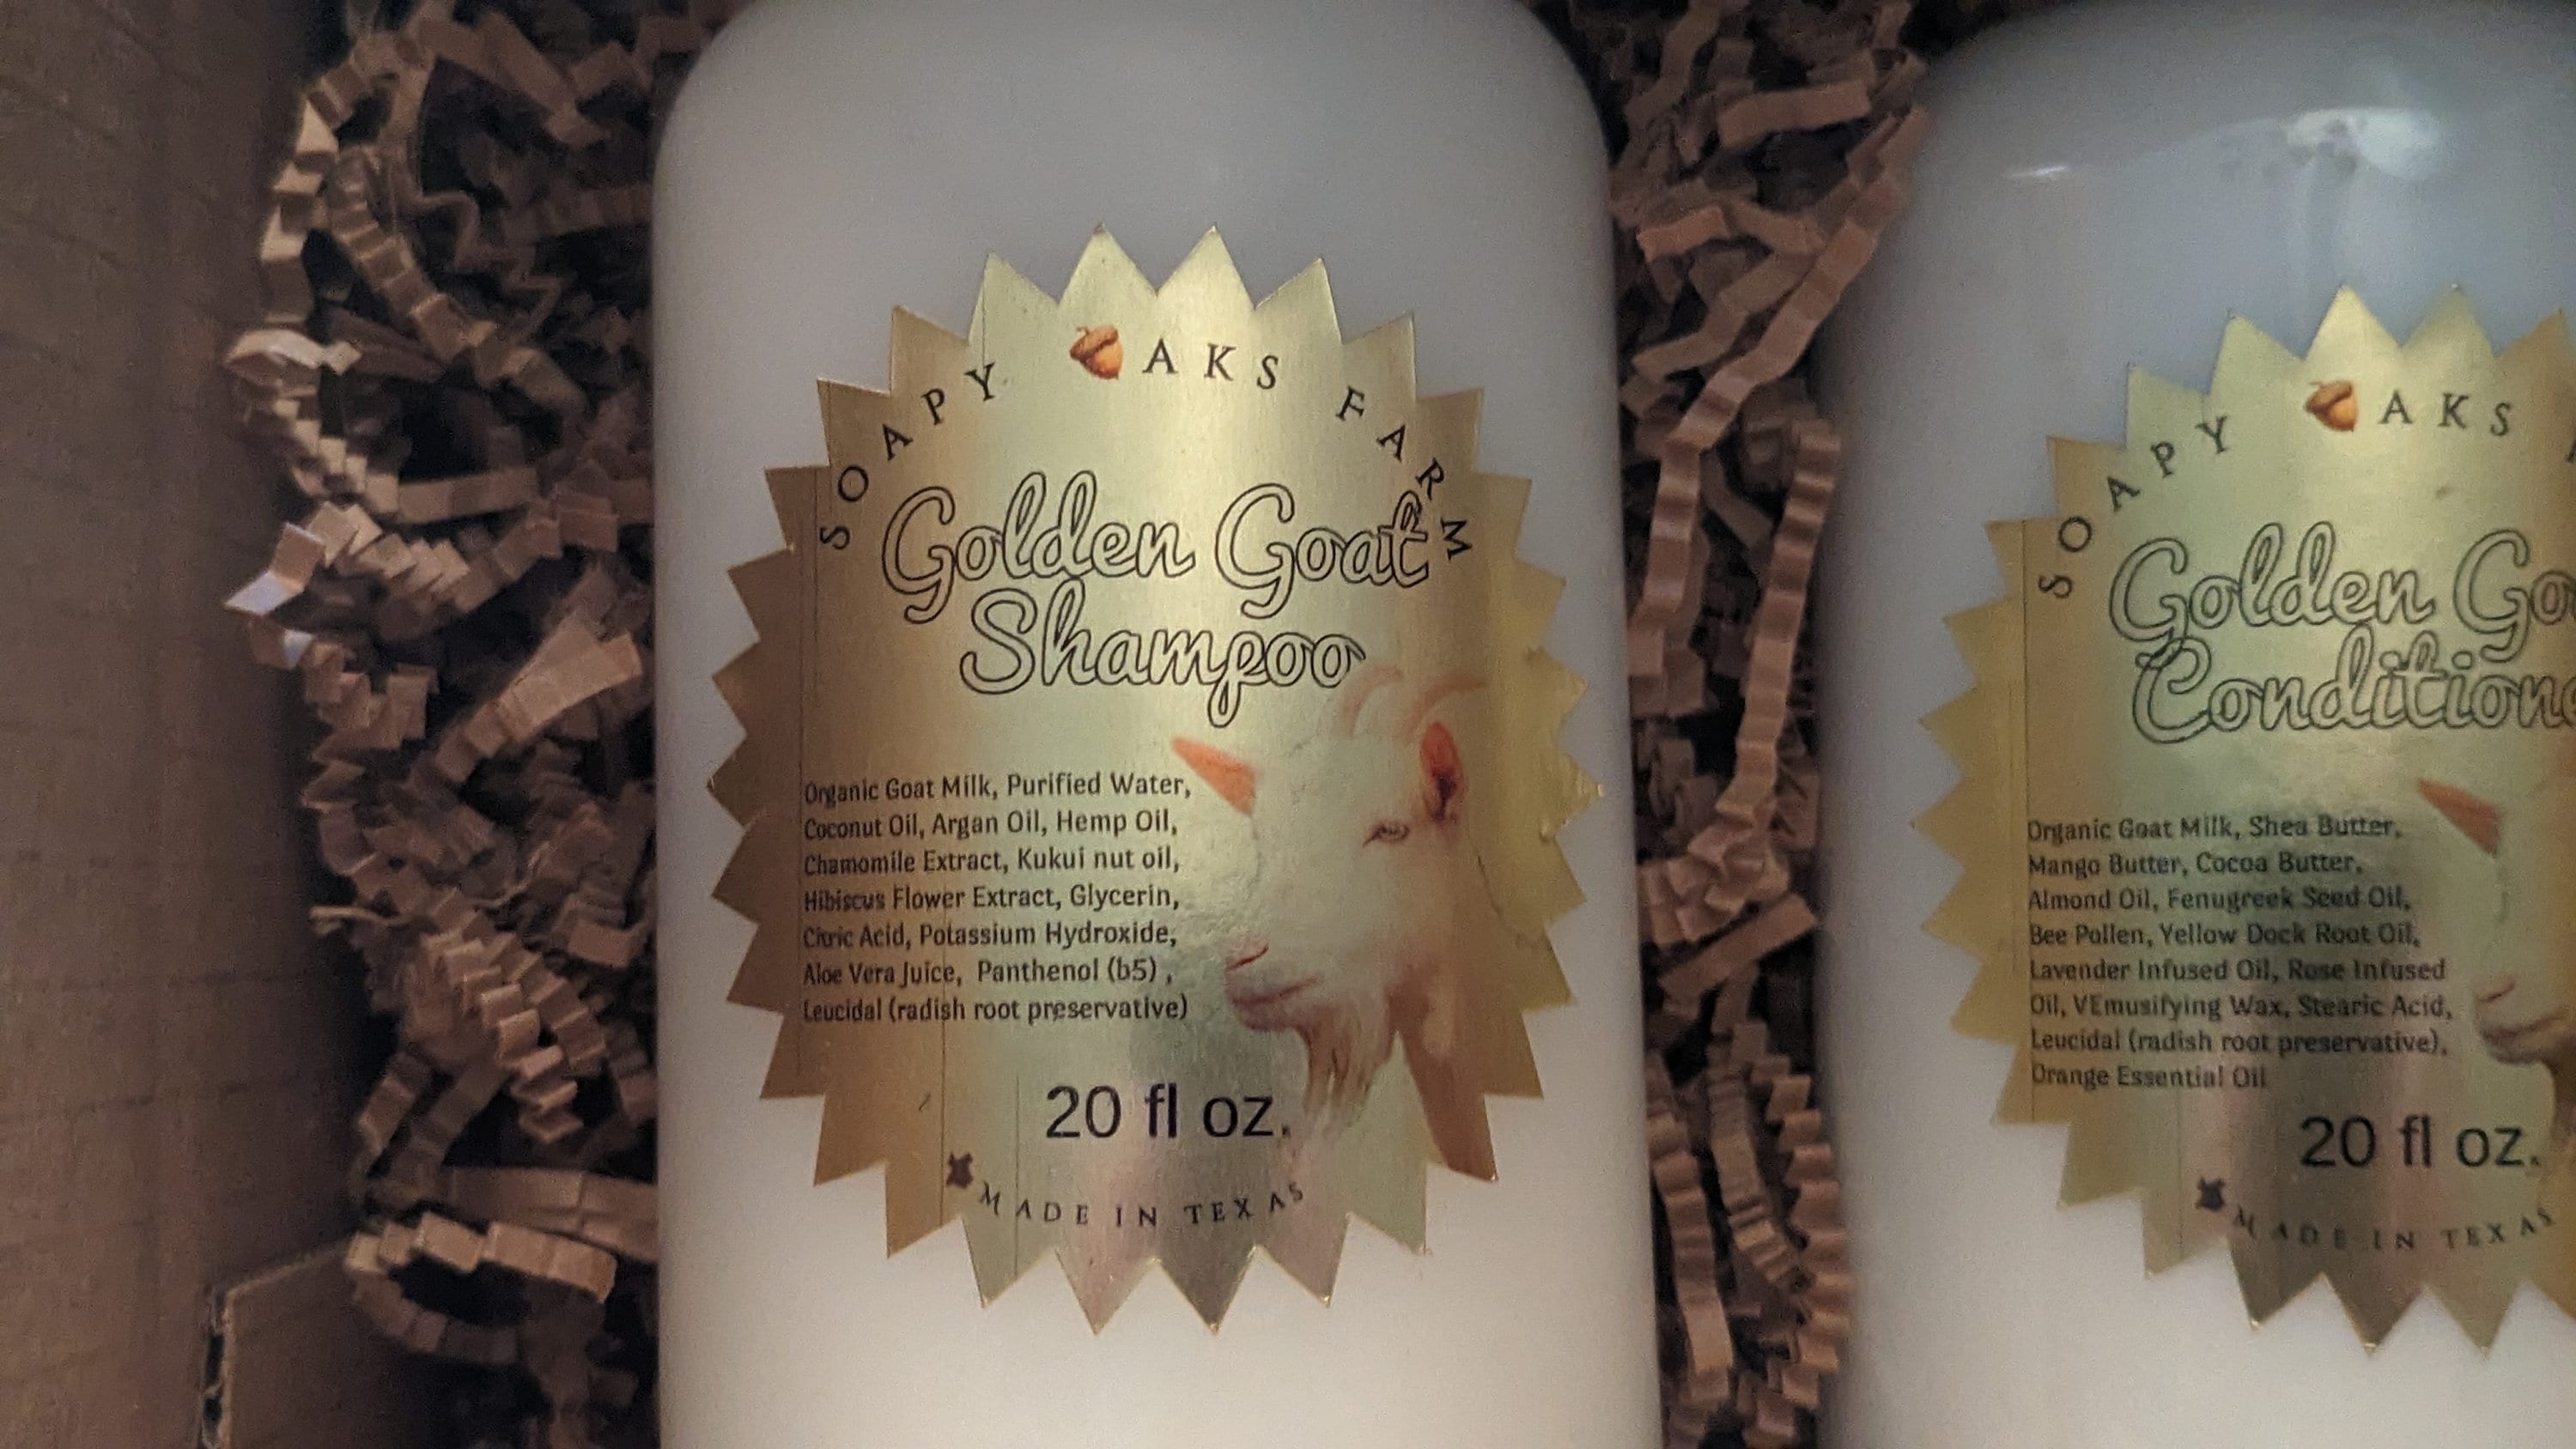 SOAPY AKS FARM
Golden Goat
Shampoo
Organic Goat Milk, Purified Water,
Coconut Oil, Argan Oil, Hemp Oil,
Chamomile Extract, Kukui nut oil,
Hibiscus Flower Extract, Glycerin,
Citric Acid, Potassium Hydroxide,
Aloe Vera Juice, Panthenol (b5) ,
Leucidal (radish root preservative)
20 fl oz.
MADE IN TEXAS
SOAPY AKS
Golden Go
Condition
Organic Goat Milk, Shea Butter,
Mango Butter, Cocoa Butter,
Almond Oil, Fenugreek Seed Oil,
Bee Pollen, Yellow Dock Root Oil,
Lavender Infused Oil, Rose Infused
Oil, VEmusifying Wax, Stearic Acid,
Leucidal (radish root preservative),
Orange Essential Oil
20 fl oz.
MADE IN TEXAS